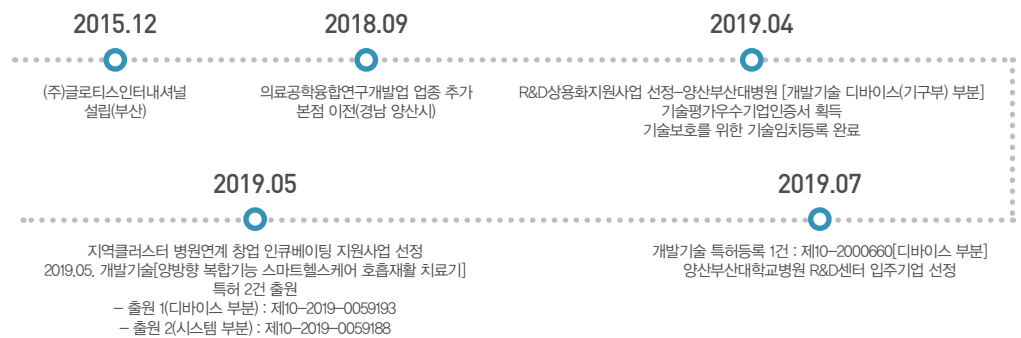 2015.12
(주)글로티스인터내셔널
설립(부산)
2018.09
의료공학융합연구개발업 업종 추가
본점 이전(경남 양산시)
2019.04
R&D상용화지원사업 선정-양산부산대병원 [개발기술 디바이스(기구부) 부분]
기술평가우수기업인증서 획득
기술보호를 위한 기술임치등록 완료
2019.05
지역클러스터 병원연계 창업 인큐베이팅 지원사업 선정
2019.05. 개발기술[양방향 복합기능 스마트헬스케어 호흡재활 치료기]
특허 2건 출원
- 출원 1(디바이스 부분) : 제10-2019-0059193
- 출원 2(시스템 부분) : 제10-2019-0059188
2019.07
개발기술 특허등록 1건 : 제10-2000660[디바이스 부분]
양산부산대학교병원 R&D센터 입주기업 선정